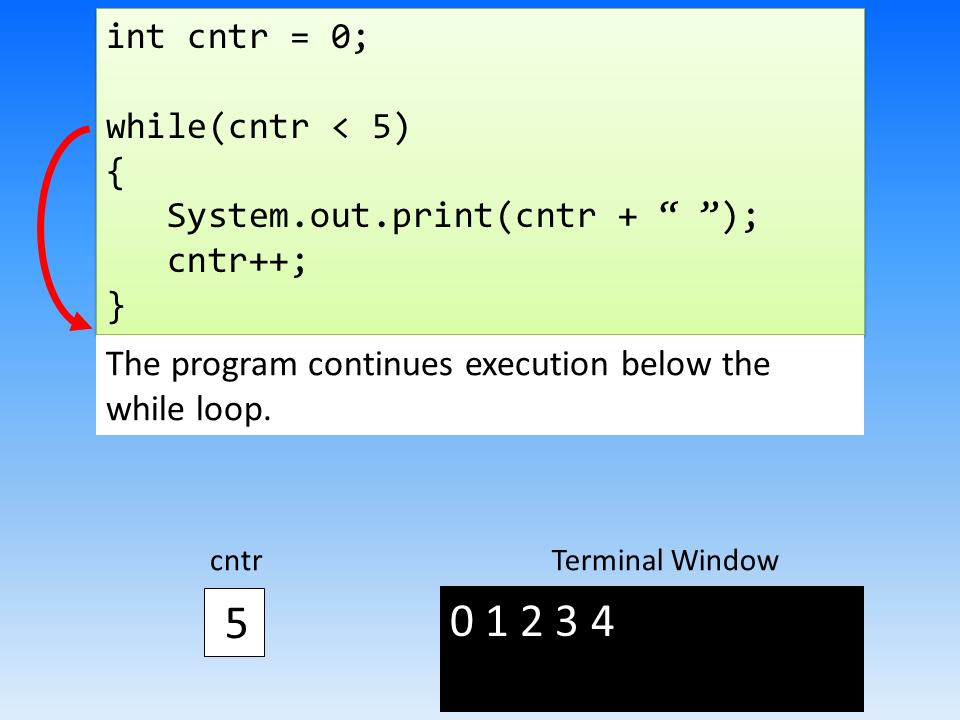 int cntr = 0;
while(cntr < 5)
{
System.out.print(cntr + “ ”);
cntr++;
}
The program continues execution below the
while loop.
cntr
Terminal Window
5
0 1 2 3 4